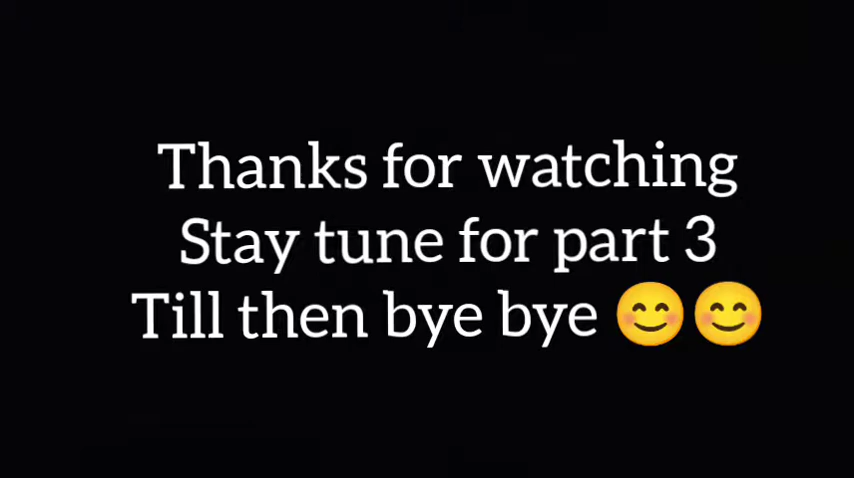 Thanks for watching
Stay tune for part 3
Till then bye bye 😊😊